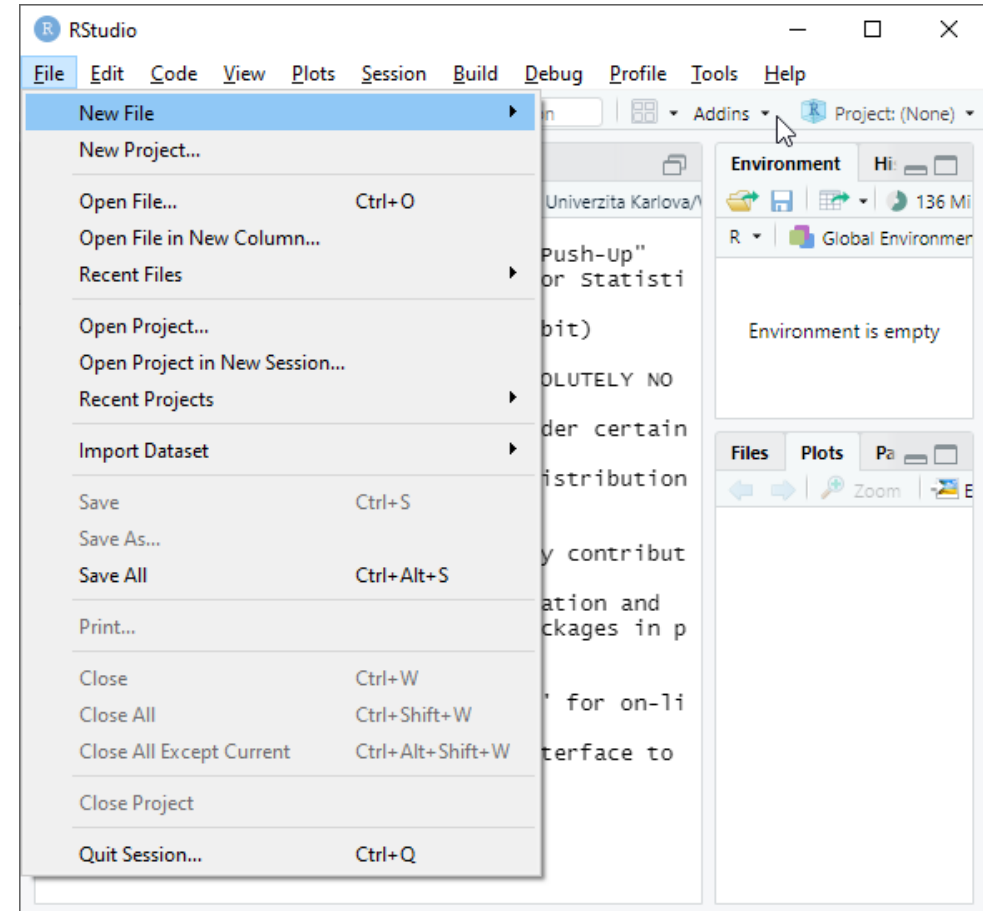 R RStudio
File Edit Code View Plots Session Build Debug Profile Tools Help
New File
New Project...
Open File... Ctrl+O
Open File in New Column...
Recent Files
Open Project...
Open Project in New Session...
Recent Projects
Import Dataset
Save Ctrl+S
Save As...
Save All Ctrl+Alt+S
Print...
Close Ctrl+W
Close All Ctrl+Shift+W
Close All Except Current Ctrl+Alt+Shift+W
Close Project
Quit Session... Ctrl+Q
Addins R Project: (None)
Univerzita Karlova/
Push-Up"
or Statisti
bit)
OLUTELY NO
der certain
istribution
y contribut
ation and
ckages in p
' for on-li
terface to
Environment Hi
136 Mi
R Global Environmer
Environment is empty
Files Plots Pa
Zoom E